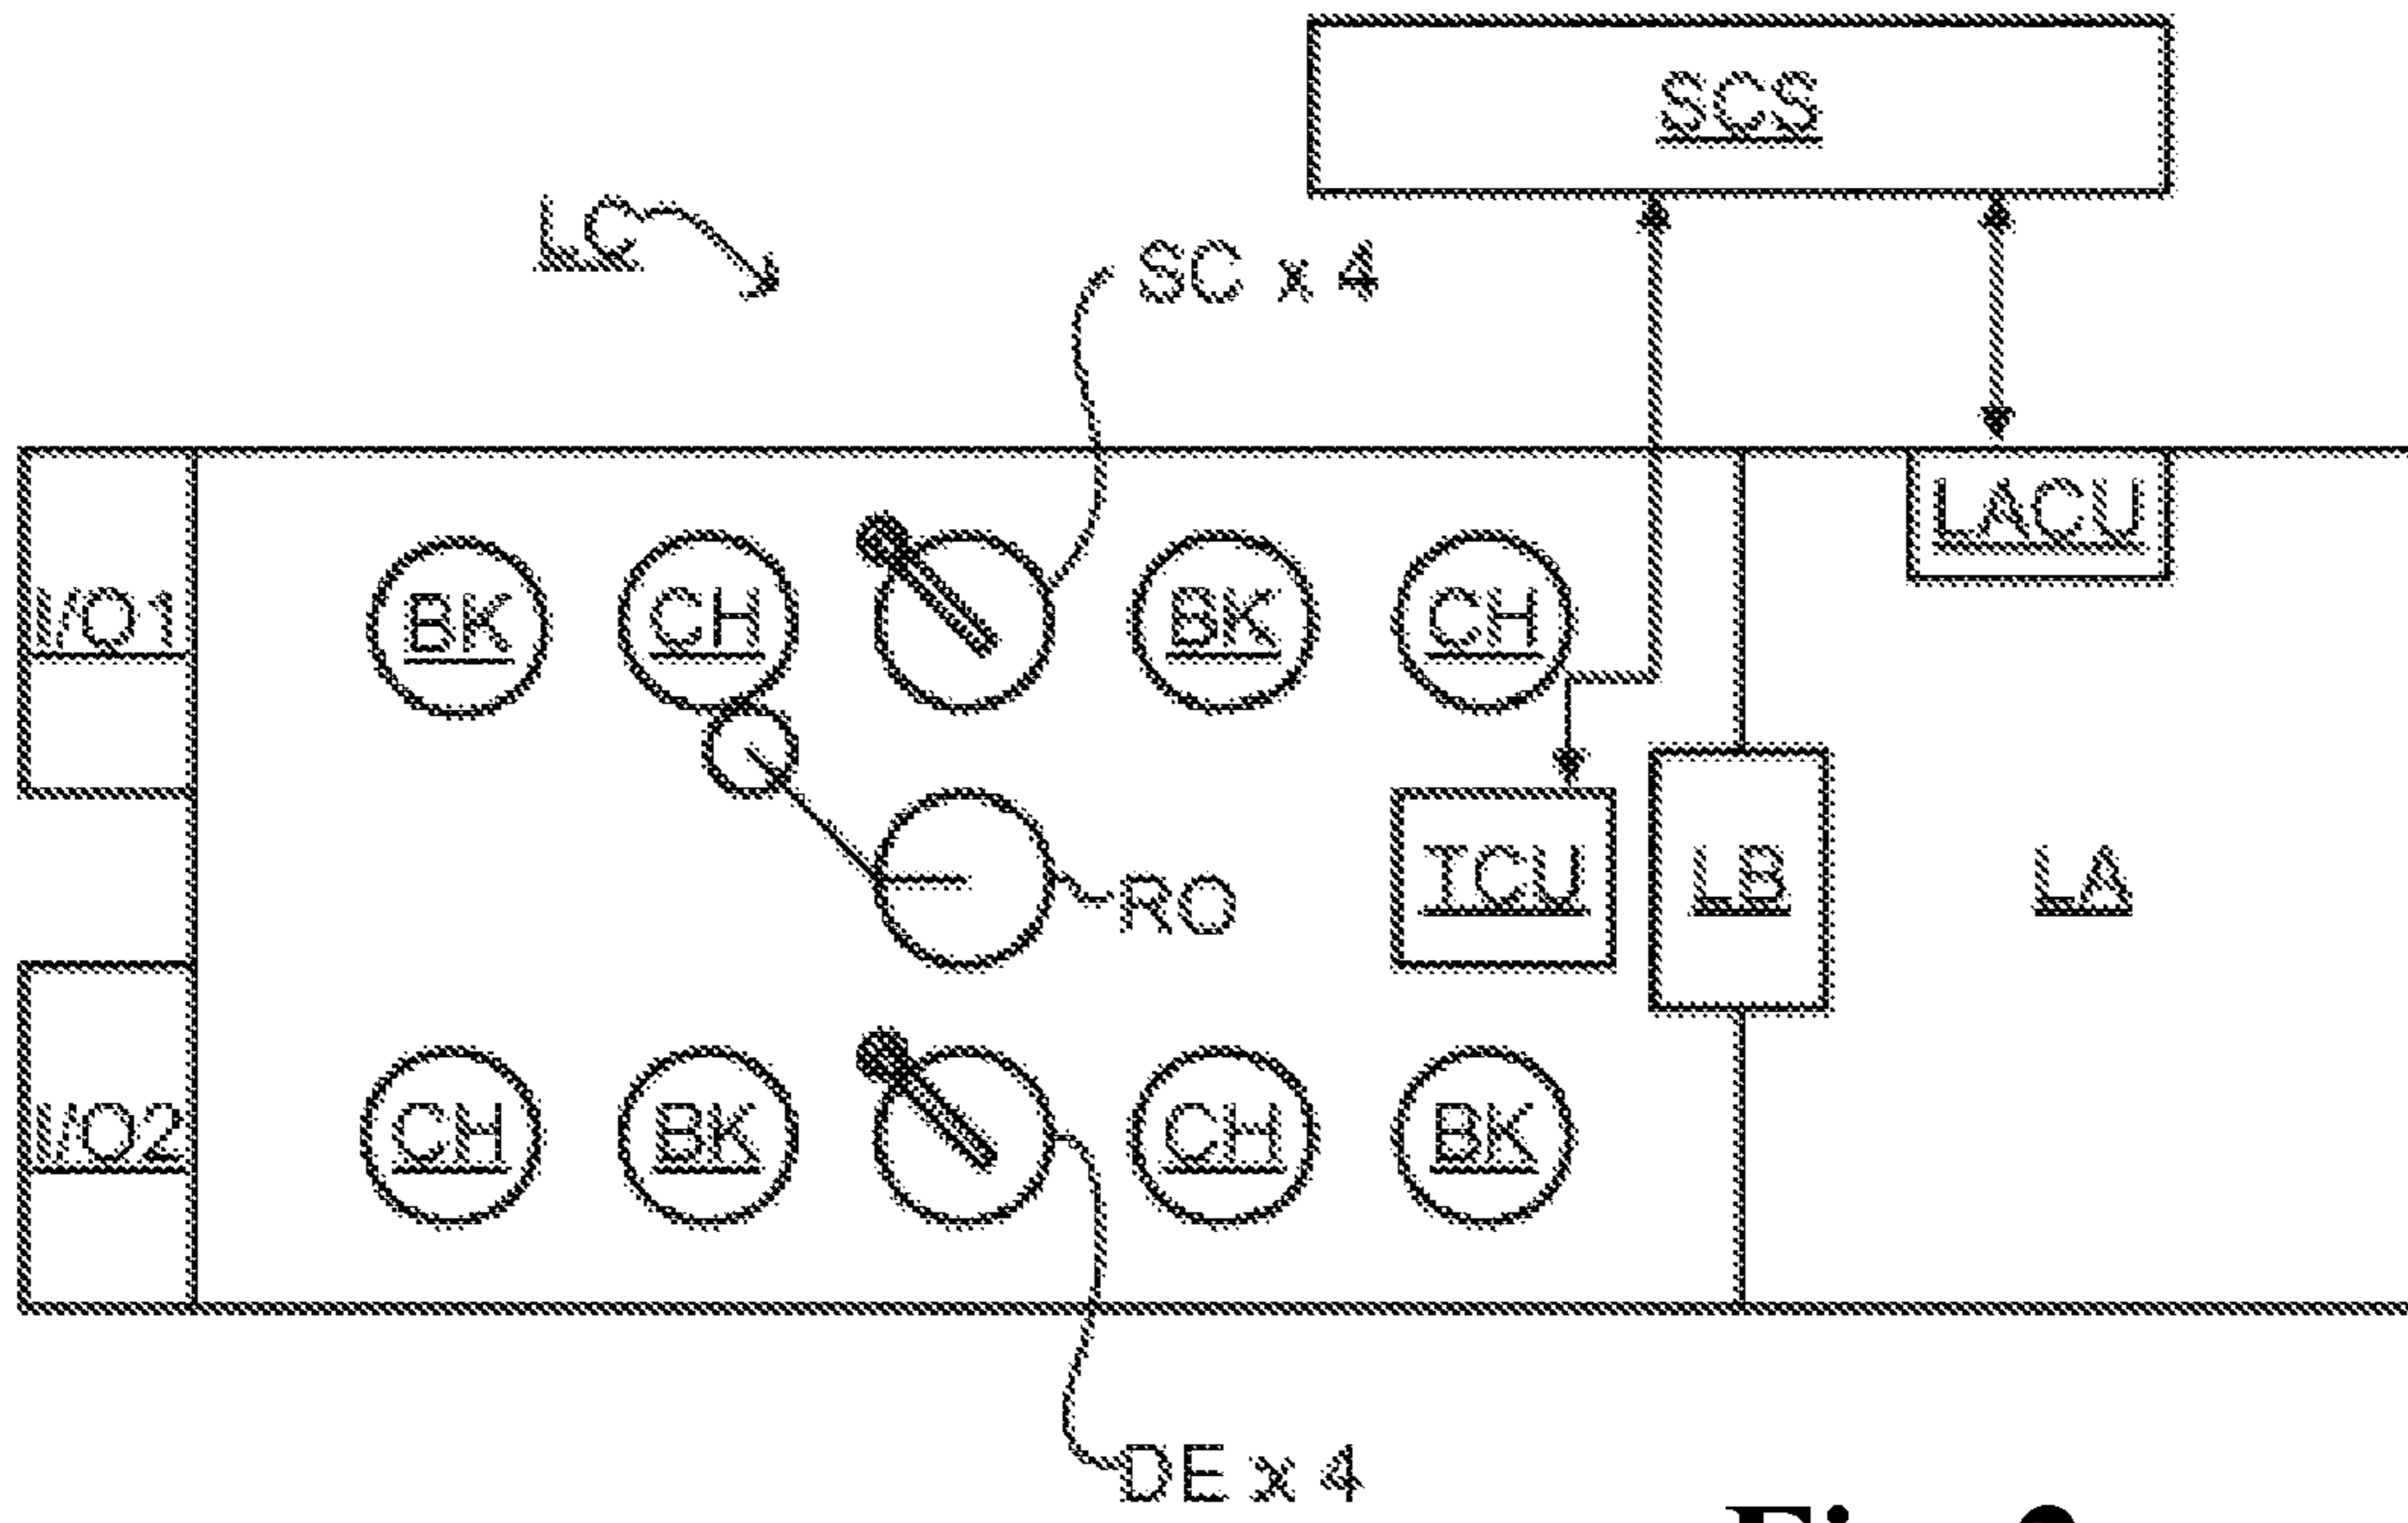 SCS
LC
SC x 4
LACU
I/O1
BK
CH
BK
CH
RO
TCU
LB
LA
I/O2
CH
BK
CH
BK
DE x 4